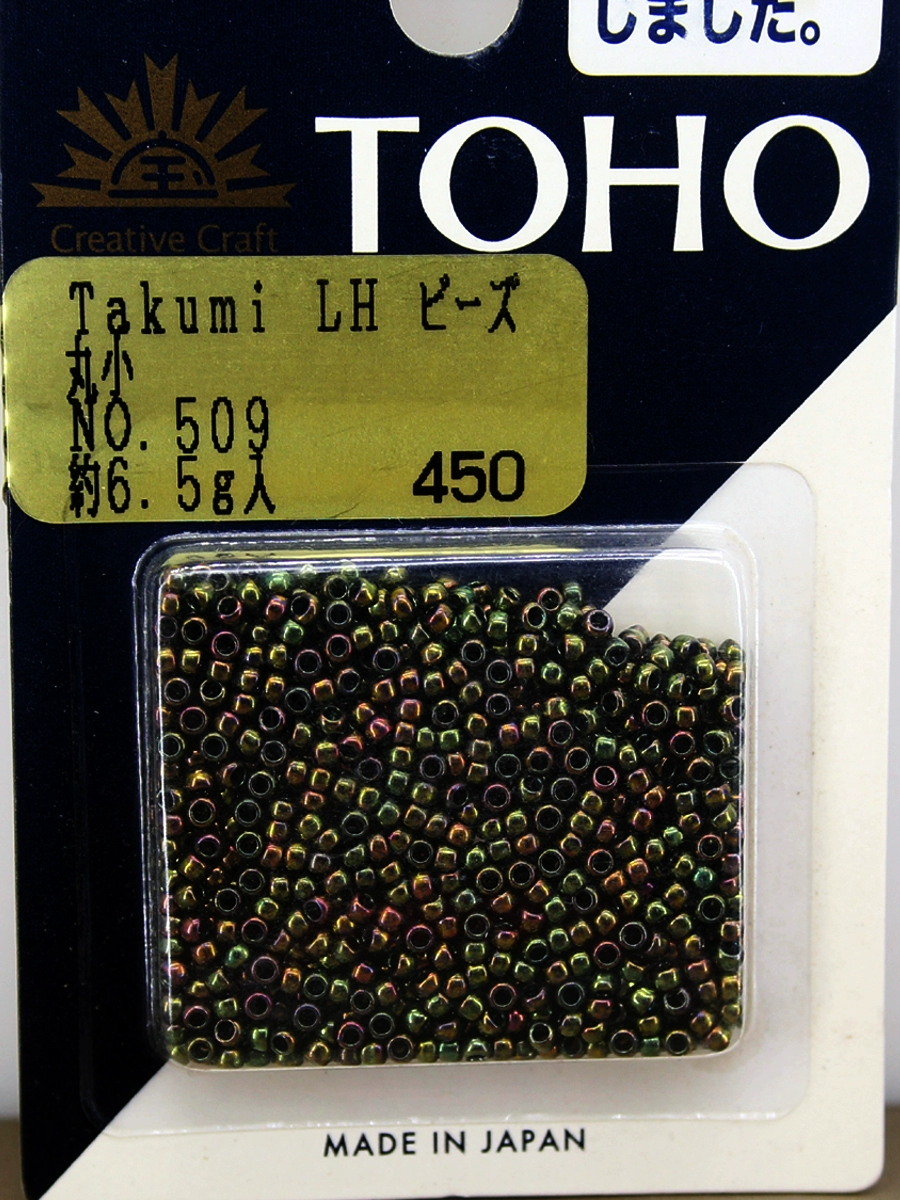 しました。
TOHO
Creative Craft
Takumi LH ビーズ
丸小
NO. 509
約6. 5g入 450
MADE IN JAPAN